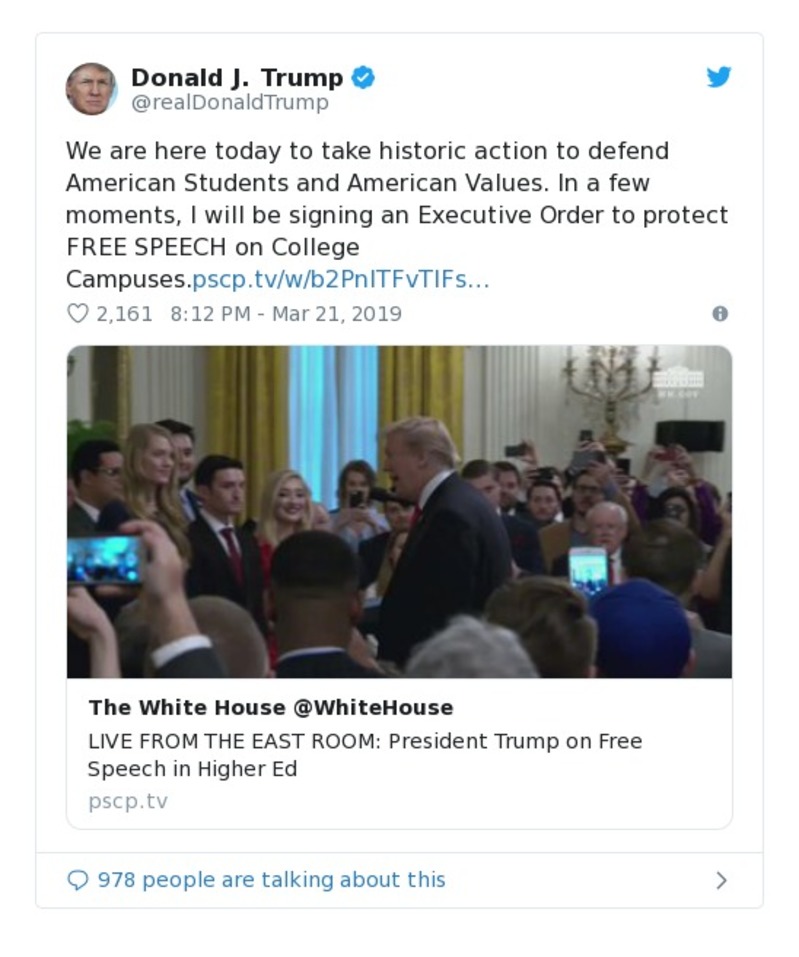 Donald J. Trump
@realDonaldTrump
We are here today to take historic action to defend
American Students and American Values. In a few
moments, I will be signing an Executive Order to protect
FREE SPEECH on College
Campuses.pscp.tv/w/b2PnlTFvTlFs…
2,161 8:12 PM - Mar 21, 2019
WH.GOV
The White House @WhiteHouse
LIVE FROM THE EAST ROOM: President Trump on Free
Speech in Higher Ed
pscp.tv
978 people are talking about this